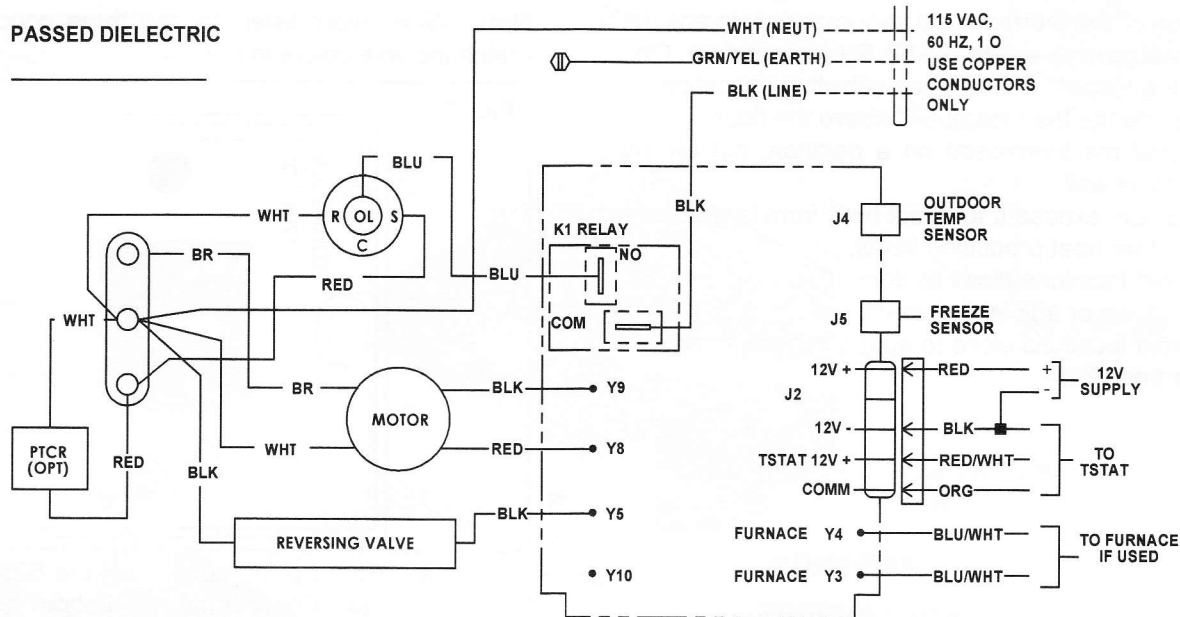 PASSED DIELECTRIC
WHT (NEUT)
GRN/YEL (EARTH)
BLK (LINE)
115 VAC,
60 HZ, 1 O
USE COPPER
CONDUCTORS
ONLY
BLU
WHT
R
OL
S
C
BR
RED
BLU
BLK
K1 RELAY
NO
COM
J4
OUTDOOR
TEMP
SENSOR
J5
FREEZE
SENSOR
WHT
BR
WHT
MOTOR
BLK
Y9
RED
Y8
PTCR
(OPT)
RED
BLK
REVERSING VALVE
BLK
Y5
Y10
J2
12V +
RED
+
-
12V
SUPPLY
12V -
BLK
TSTAT 12V +
RED/WHT
COMM
ORG
TO
TSTAT
FURNACE Y4
BLU/WHT
FURNACE Y3
BLU/WHT
TO FURNACE
IF USED